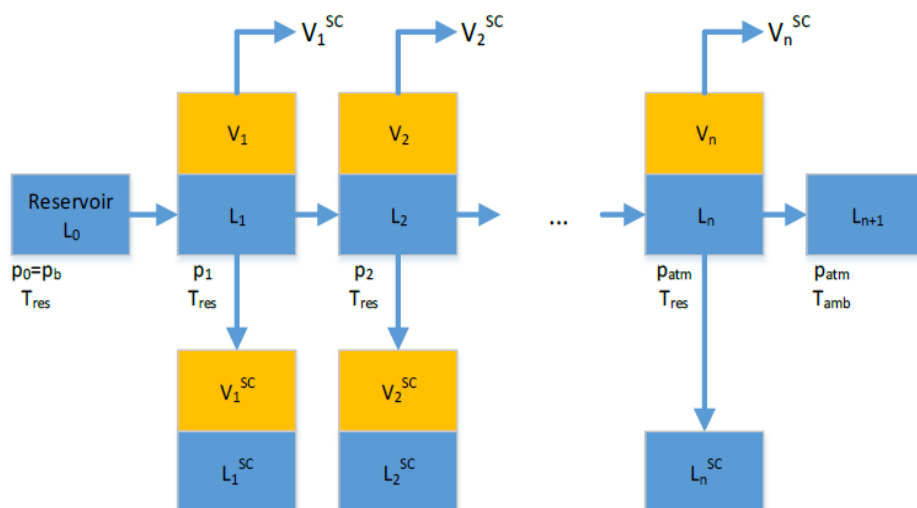 V₁ˢᶜ V₂ˢᶜ Vₙˢᶜ
V₁ V₂ Vₙ
Reservoir
L₀ L₁ L₂ ... Lₙ Lₙ₊₁
p₀=p_b p₁ p₂ pₐₜₘ pₐₜₘ
Tᵣₑₛ Tᵣₑₛ Tᵣₑₛ Tᵣₑₛ Tₐₘb
V₁ˢᶜ V₂ˢᶜ
L₁ˢᶜ L₂ˢᶜ Lₙˢᶜ